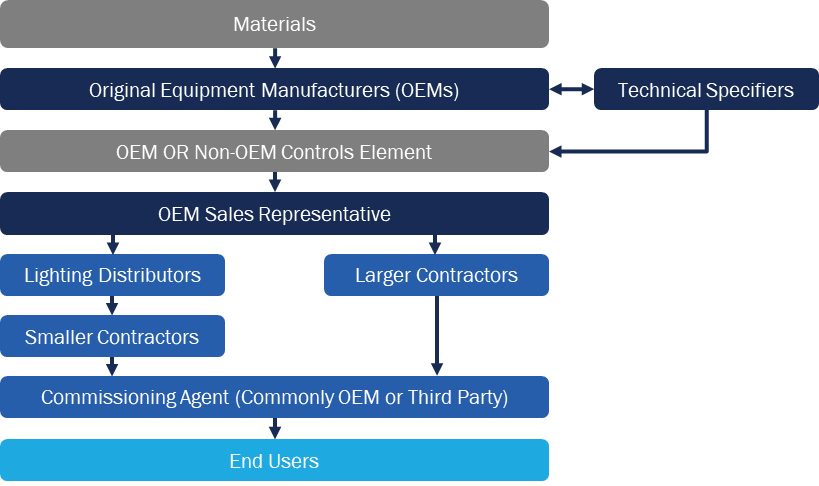 Materials
Original Equipment Manufacturers (OEMs)
Technical Specifiers
OEM OR Non-OEM Controls Element
OEM Sales Representative
Lighting Distributors
Larger Contractors
Smaller Contractors
Commissioning Agent (Commonly OEM or Third Party)
End Users